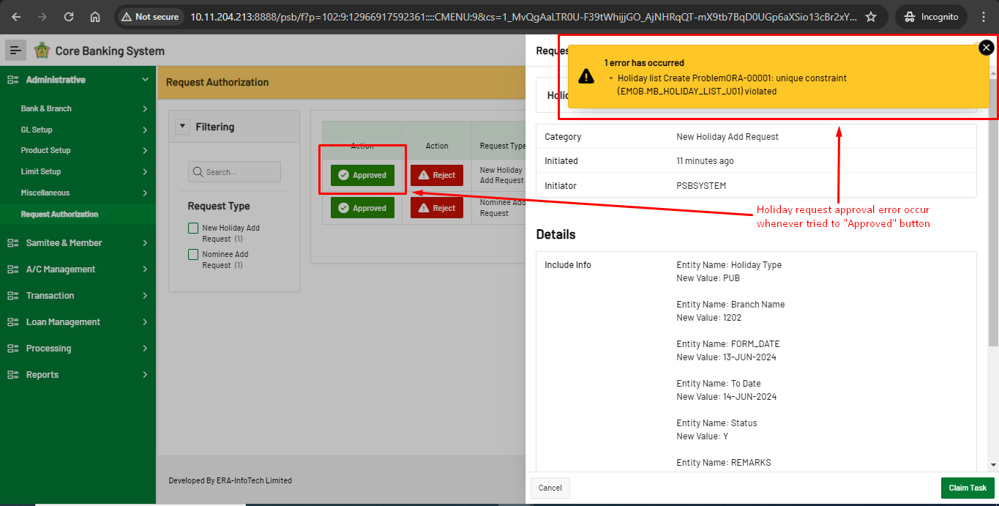 Not secure
10.11.204.213:8888/psb/f?p=102:9:12966917592361::::CMENU:9&cs=1_MvQgAaLTR0U-F39tWhjjGO_AjNHRqQT-mX9tb7BqD0UGp6aXSio13cBr2xY...
Incognito
Core Banking System
Administrative
Bank & Branch
GL Setup
Product Setup
Limit Setup
Miscellaneous
Request Authorization
Samitee & Member
A/C Management
Transaction
Loan Management
Processing
Reports
Request Authorization
Filtering
Search...
Request Type
New Holiday Add
Request (1)
Nominee Add
Request (1)
Action
Action
Request Type
Approved
Reject
New Holiday
Add Request
Approved
Reject
Nominee Add
Request
Developed By ERA-InfoTech Limited
1 error has occurred
Holiday list Create ProblemORA-00001: unique constraint
(EMOB.MB_HOLIDAY_LIST_U01) violated
Category
New Holiday Add Request
Initiated
11 minutes ago
Initiator
PSBSYSTEM
Holiday request approval error occur
whenever tried to "Approved" button
Details
Include Info
Entity Name: Holiday Type
New Value: PUB
Entity Name: Branch Name
New Value: 1202
Entity Name: FORM_DATE
New Value: 13-JUN-2024
Entity Name: To Date
New Value: 14-JUN-2024
Entity Name: Status
New Value: Y
Entity Name: REMARKS
Cancel
Claim Task